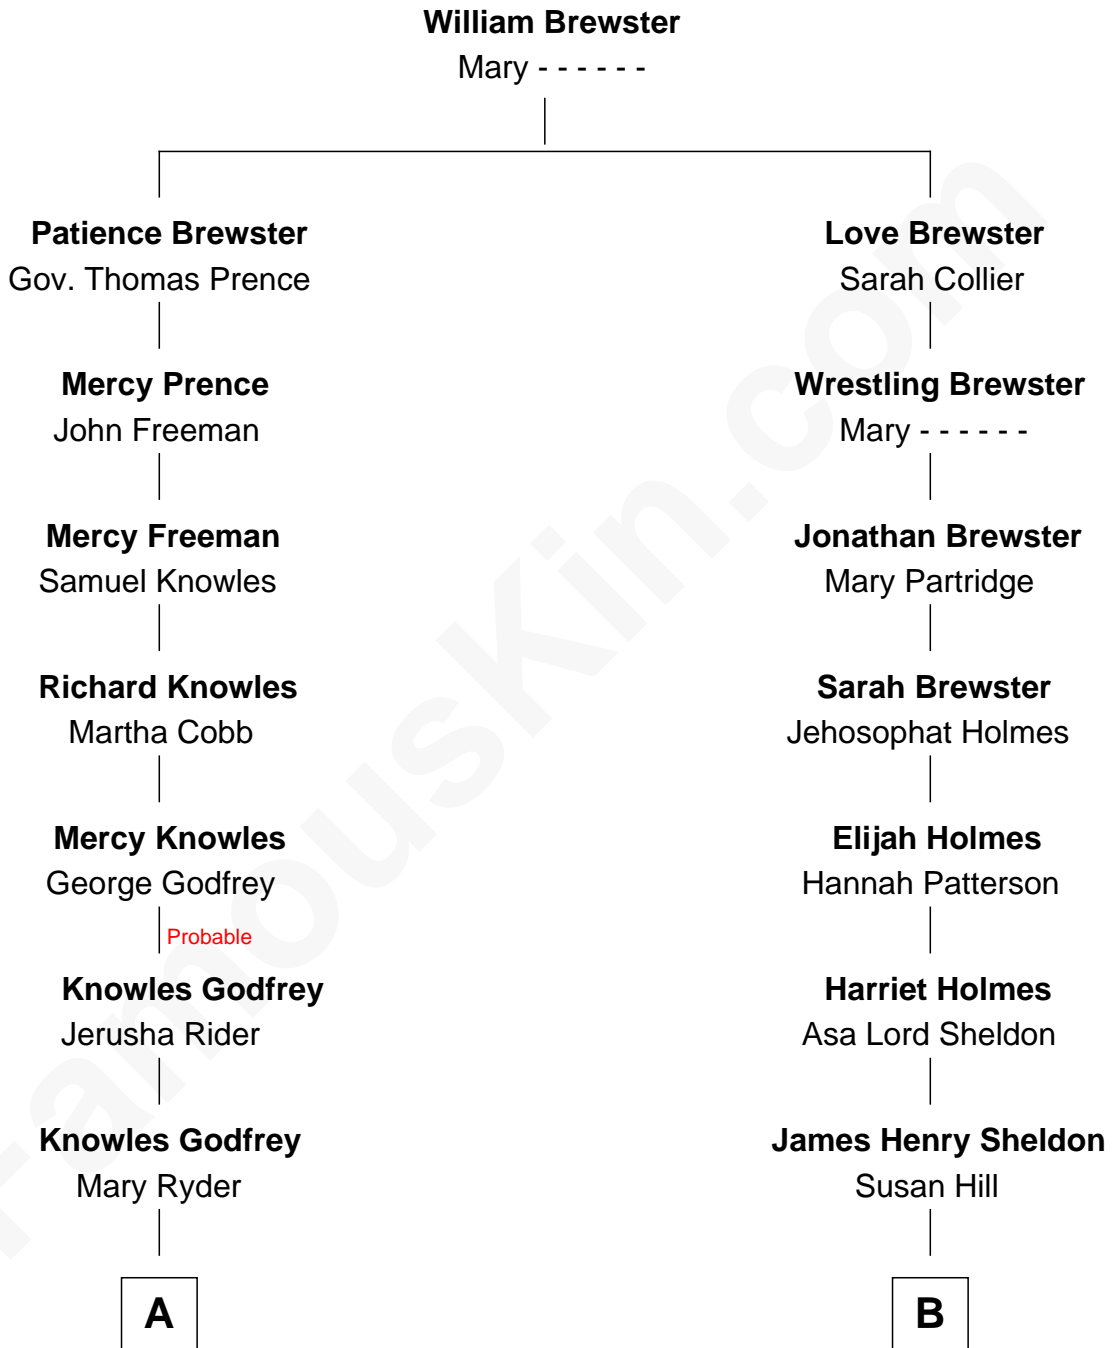 William Brewster
Mary - - - - - -
Patience Brewster
Gov. Thomas Prence
Love Brewster
Sarah Collier
Mercy Prence
John Freeman
Wrestling Brewster
Mary - - - - - -
Mercy Freeman
Samuel Knowles
Jonathan Brewster
Mary Partridge
Richard Knowles
Martha Cobb
Sarah Brewster
Jehosophat Holmes
Mercy Knowles
George Godfrey
Elijah Holmes
Hannah Patterson
Probable
Knowles Godfrey
Jerusha Rider
Harriet Holmes
Asa Lord Sheldon
Knowles Godfrey
Mary Ryder
James Henry Sheldon
Susan Hill
A
B
FamousKin.com